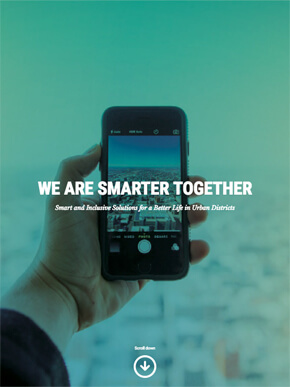 WE ARE SMARTER TOGETHER
Smart and Inclusive Solutions for a Better Life in Urban Districts
Scroll down